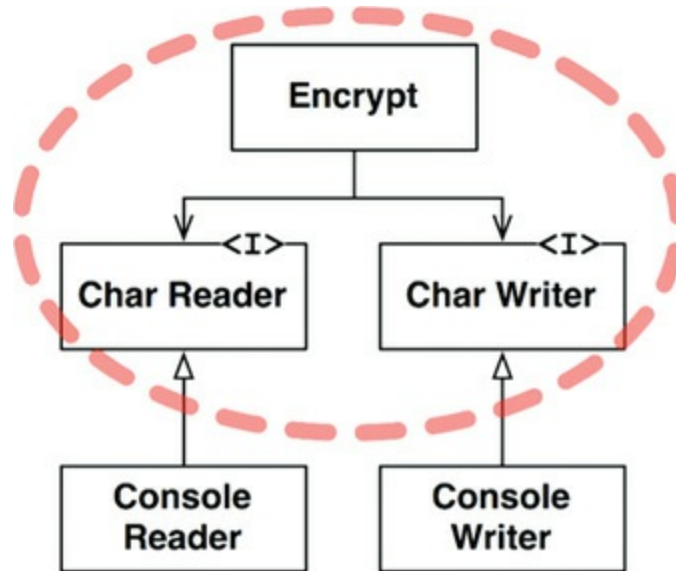 Encrypt
<I>
<I>
Char Reader
Char Writer
Console
Reader
Console
Writer